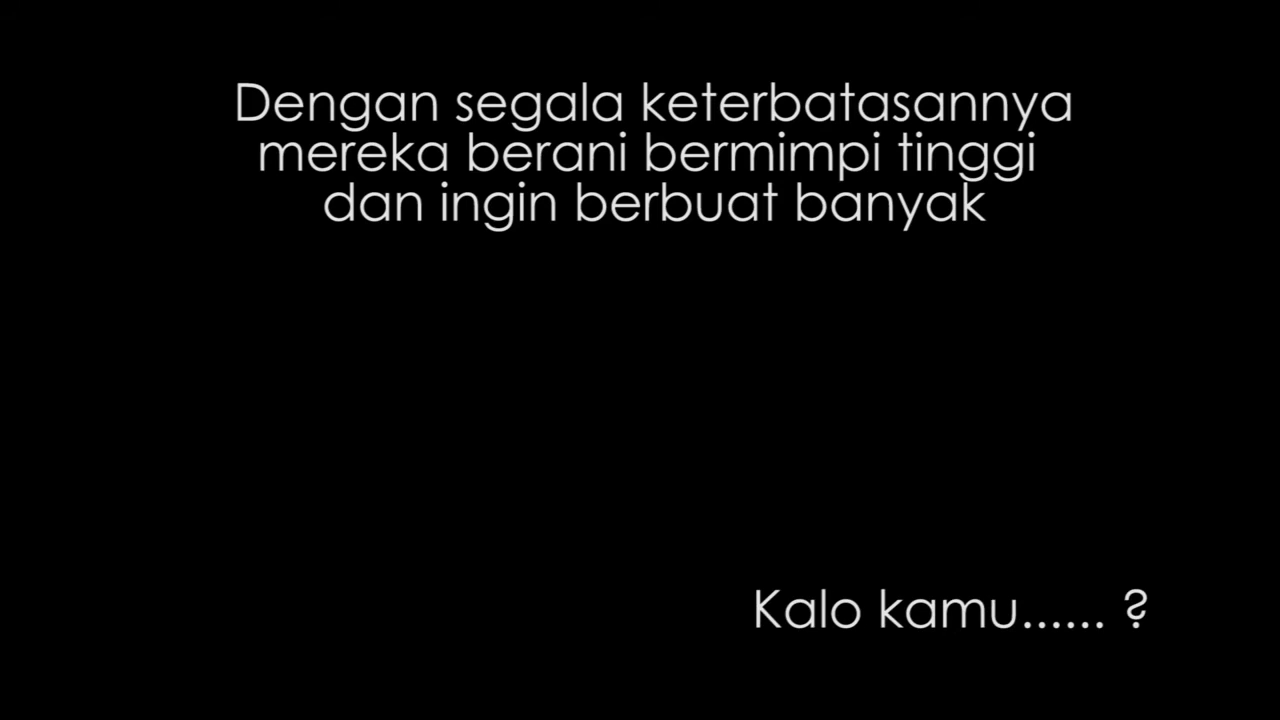 Dengan segala keterbatasannya
mereka berani bermimpi tinggi
dan ingin berbuat banyak
Kalo kamu...... ?